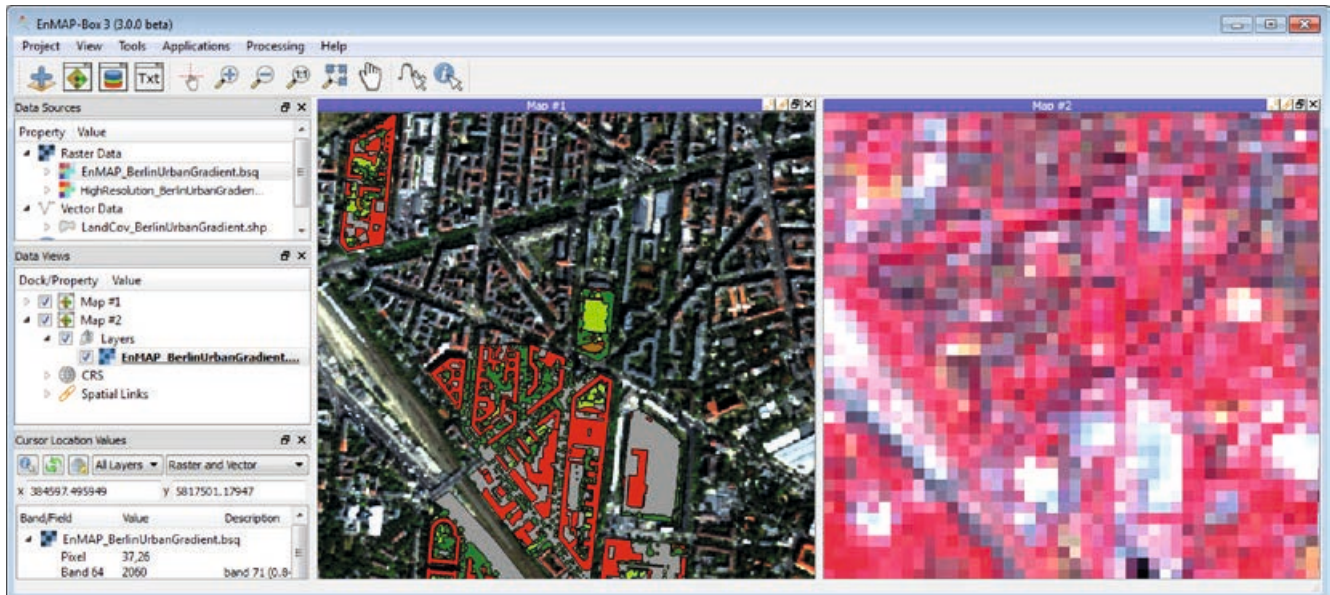 EnMAP-Box 3 (3.0.0 beta)
Project View Tools Applications Processing Help
Txt 1:1
Data Sources
Property Value
Raster Data
EnMAP_BerlinUrbanGradient.bsq
HighResolution_BerlinUrbanGradien...
Vector Data
LandCov_BerlinUrbanGradient.shp
Data Views
Dock/Property Value
Map #1
Map #2
Layers
EnMAP_BerlinUrbanGradient....
CRS
Spatial Links
Cursor Location Values
All Layers Raster and Vector
x 384597.495949 y 5817501.17947
Band/Field Value Description
EnMAP_BerlinUrbanGradient.bsq
Pixel 37,26
Band 64 2060 band 71 (0.8-
Map #1
Map #2